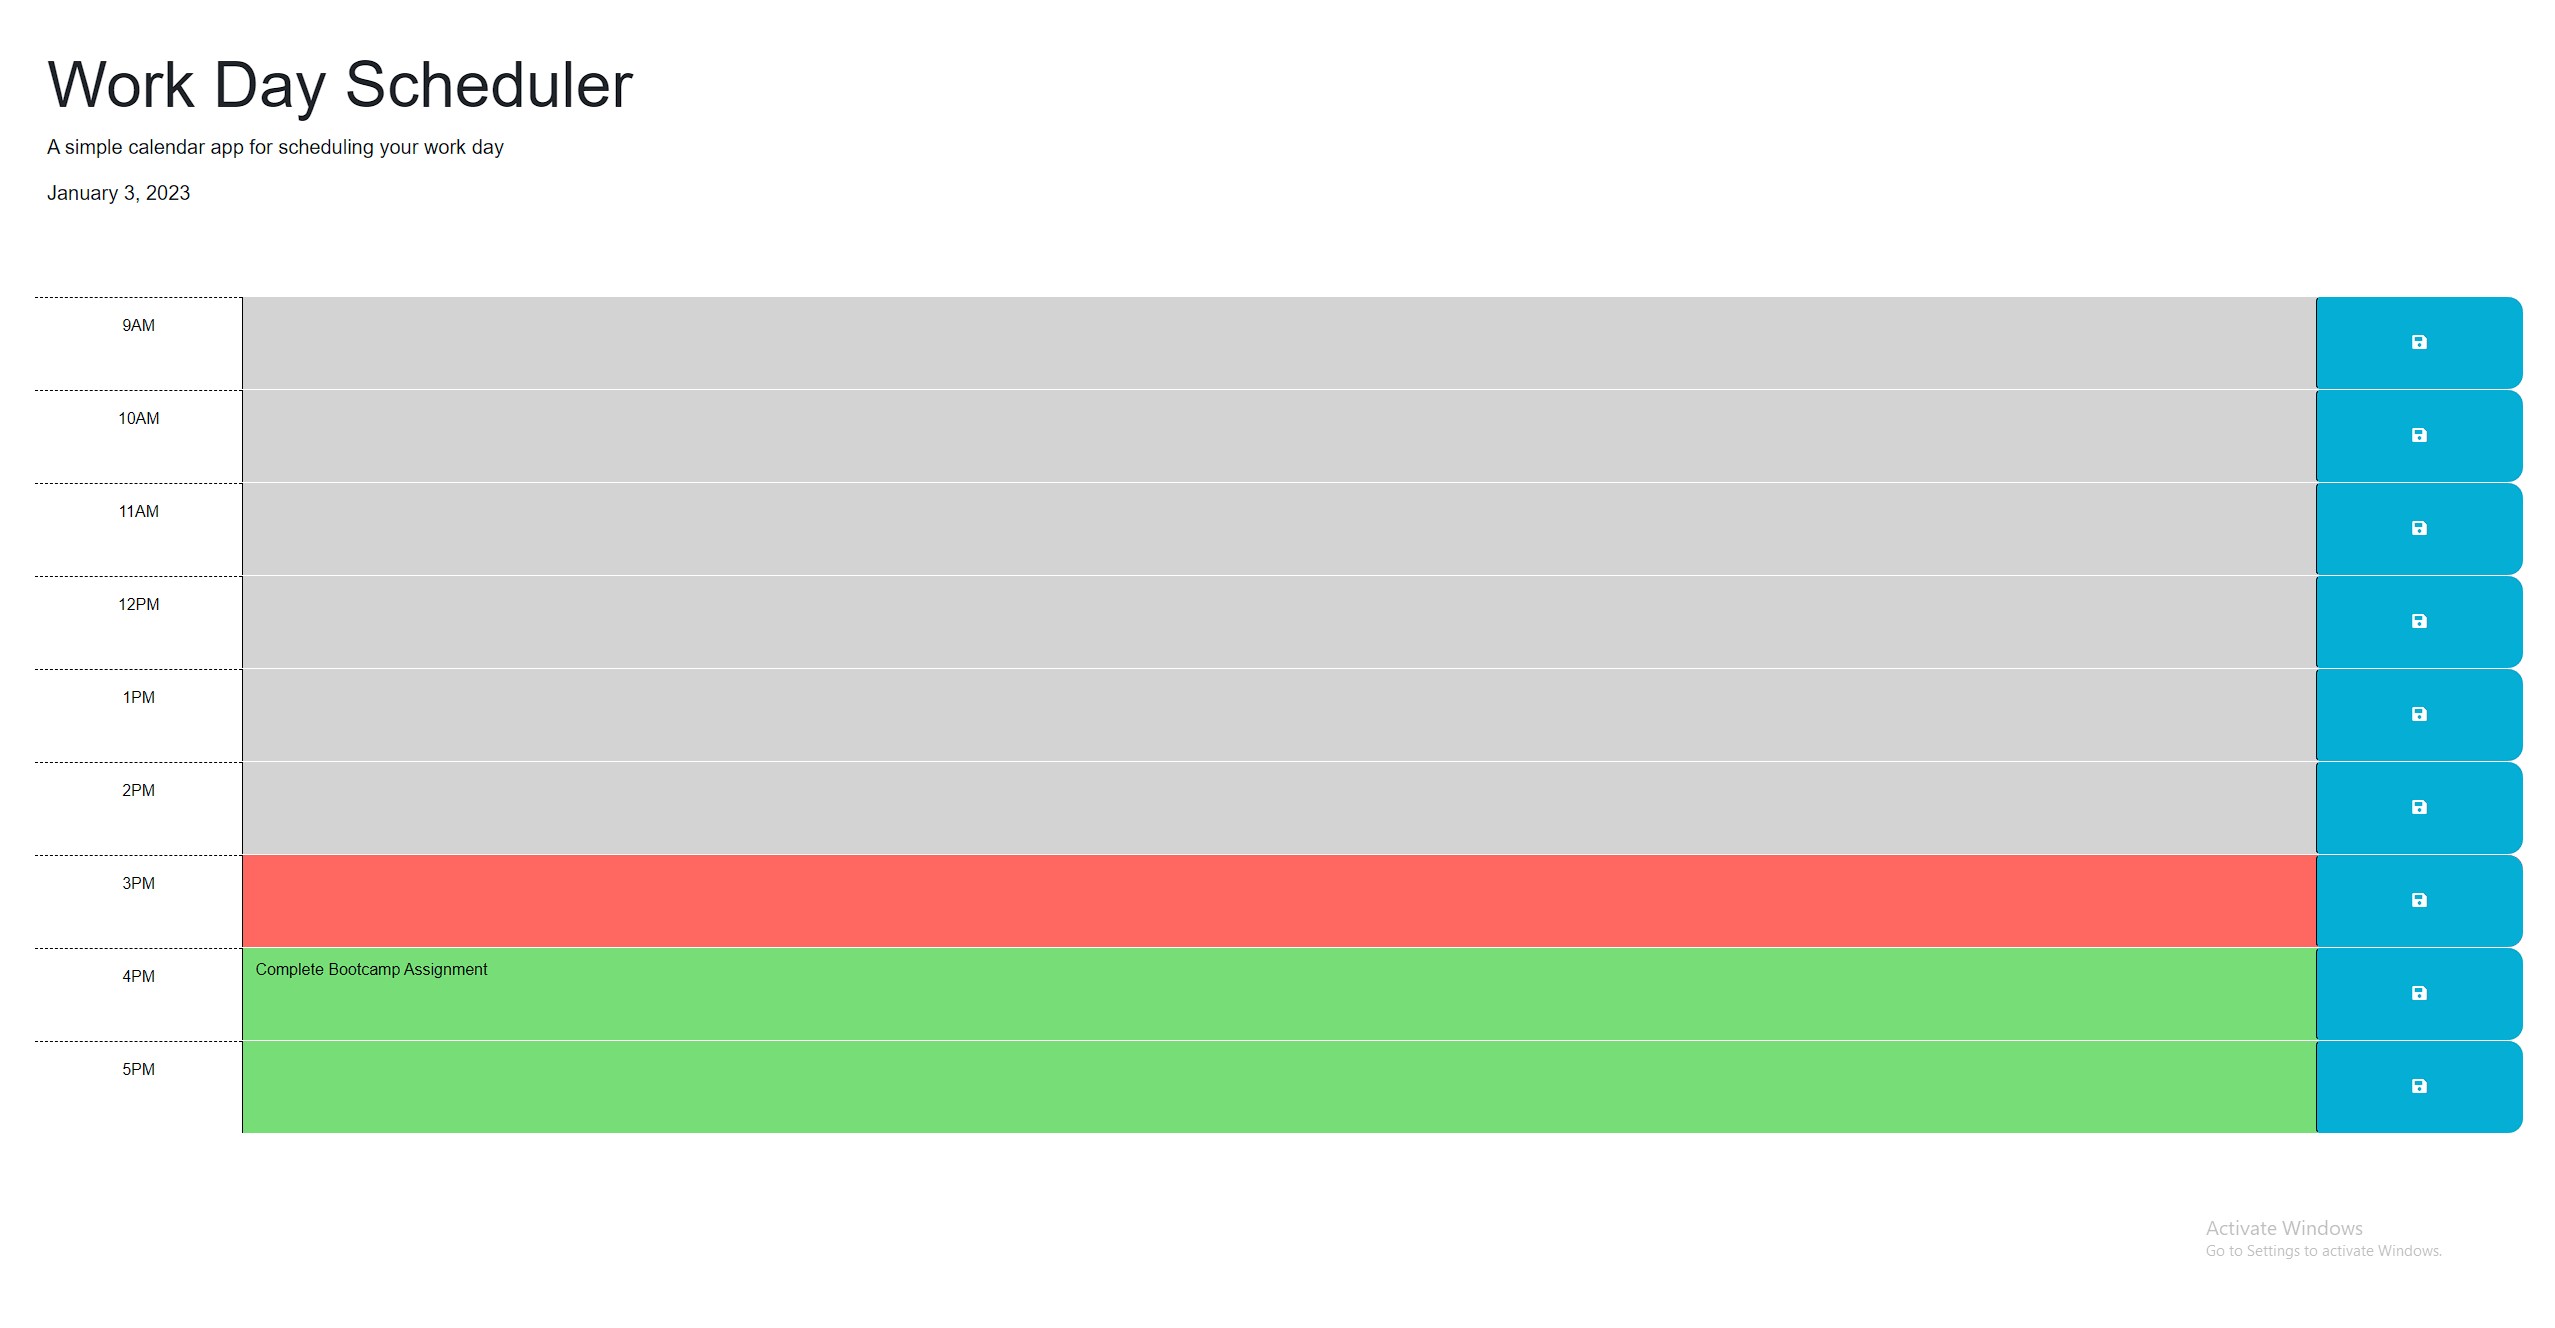 Work Day Scheduler
A simple calendar app for scheduling your work day
January 3, 2023
9AM
10AM
11AM
12PM
1PM
2PM
3PM
4PM
Complete Bootcamp Assignment
5PM
Activate Windows
Go to Settings to activate Windows.